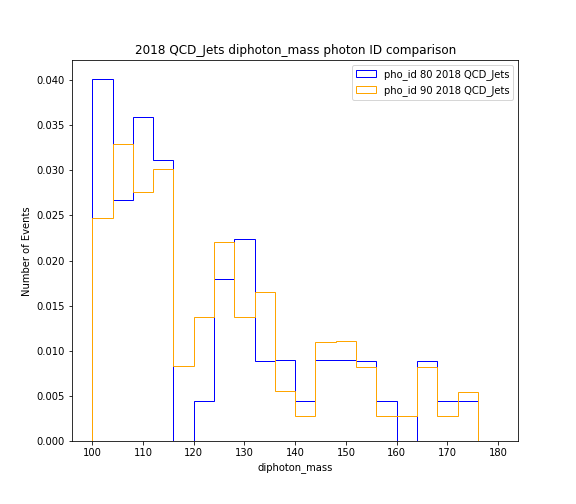 2018 QCD_Jets diphoton_mass photon ID comparison
pho_id 80 2018 QCD_Jets
pho_id 90 2018 QCD_Jets
Number of Events
0.040
0.035
0.030
0.025
0.020
0.015
0.010
0.005
0.000
100 110 120 130 140 150 160 170 180
diphoton_mass